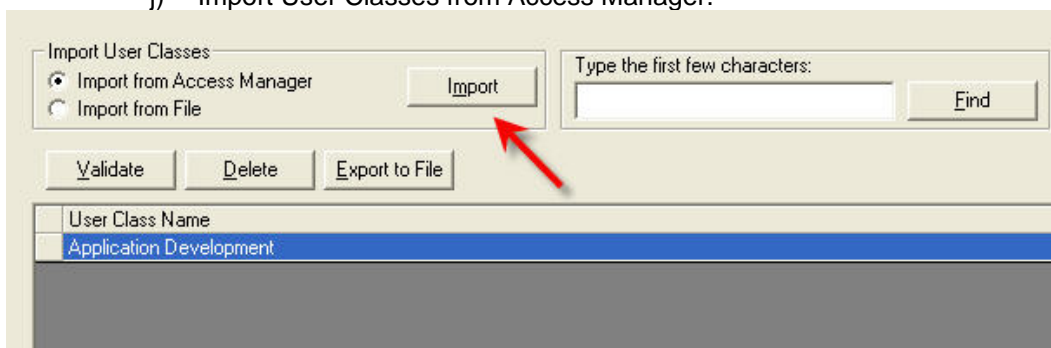 j) Import User Classes from Access Manager.
Import User Classes
Import from Access Manager
Import from File
Import
Type the first few characters:
Find
Validate
Delete
Export to File
User Class Name
Application Development